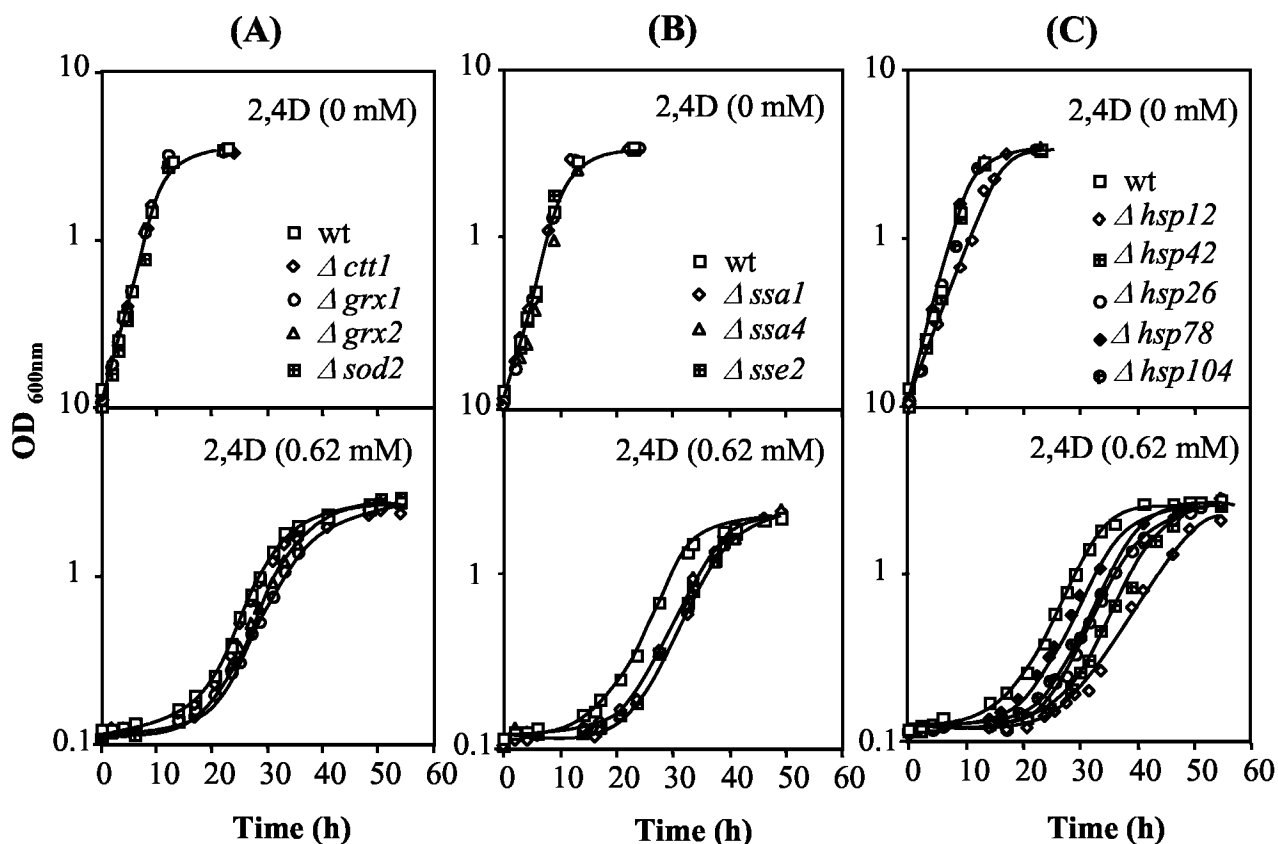 (A)
(B)
(C)
OD 600nm
10
1
10
2,4D (0 mM)
wt
Δ ctt1
Δ grx1
Δ grx2
Δ sod2
10
1
10
2,4D (0 mM)
wt
Δ ssa1
Δ ssa4
Δ sse2
10
1
10
2,4D (0 mM)
wt
Δ hsp12
Δ hsp42
Δ hsp26
Δ hsp78
Δ hsp104
2,4D (0.62 mM)
1
0.1
0 10 20 30 40 50 60
Time (h)
2,4D (0.62 mM)
1
0.1
0 10 20 30 40 50 60
Time (h)
2,4D (0.62 mM)
1
0.1
0 10 20 30 40 50 60
Time (h)